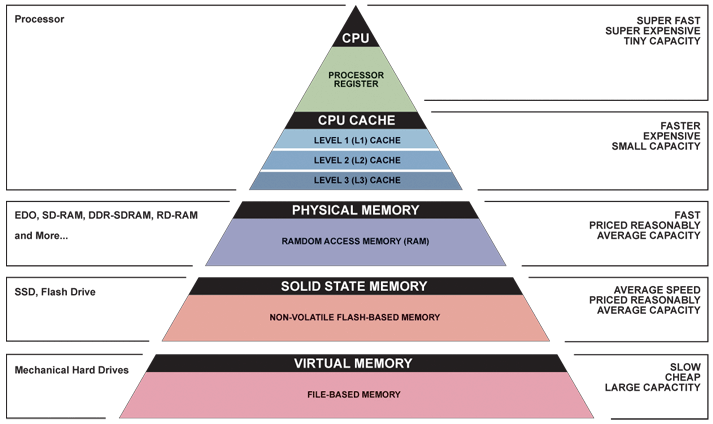 Processor
CPU
SUPER FAST
SUPER EXPENSIVE
TINY CAPACITY
PROCESSOR
REGISTER
CPU CACHE
LEVEL 1 (L1) CACHE
LEVEL 2 (L2) CACHE
LEVEL 3 (L3) CACHE
FASTER
EXPENSIVE
SMALL CAPACITY
EDO, SD-RAM, DDR-SDRAM, RD-RAM
and More...
PHYSICAL MEMORY
RAMDOM ACCESS MEMORY (RAM)
FAST
PRICED REASONABLY
AVERAGE CAPACITY
SSD, Flash Drive
SOLID STATE MEMORY
NON-VOLATILE FLASH-BASED MEMORY
AVERAGE SPEED
PRICED REASONABLY
AVERAGE CAPACITY
Mechanical Hard Drives
VIRTUAL MEMORY
FILE-BASED MEMORY
SLOW
CHEAP
LARGE CAPACTITY